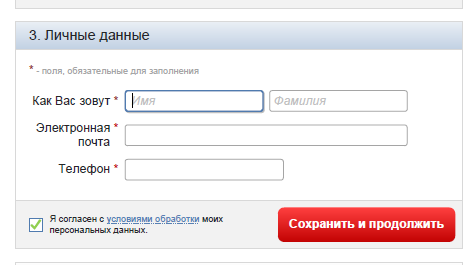 3. Личные данные
* - поля, обязательные для заполнения
Как Вас зовут * Имя Фамилия
Электронная *
почта
Телефон *
Я согласен с условиями обработки моих
персональных данных.
Сохранить и продолжить